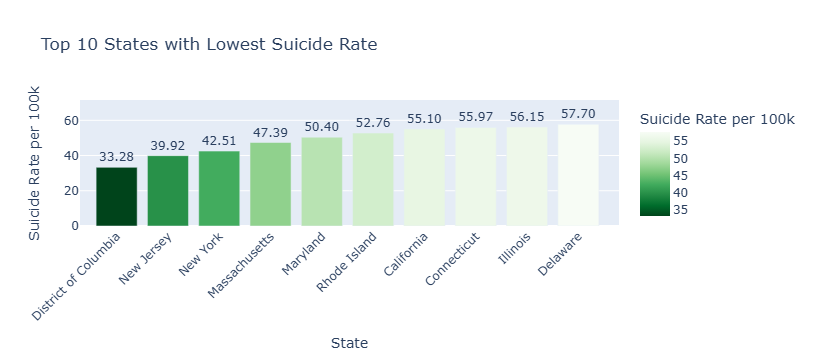 Top 10 States with Lowest Suicide Rate
Suicide Rate per 100k
60
40
20
0
33.28
39.92
42.51
47.39
50.40
52.76
55.10
55.97
56.15
57.70
District of Columbia
New Jersey
New York
Massachusetts
Maryland
Rhode Island
California
Connecticut
Illinois
Delaware
State
Suicide Rate per 100k
55
50
45
40
35